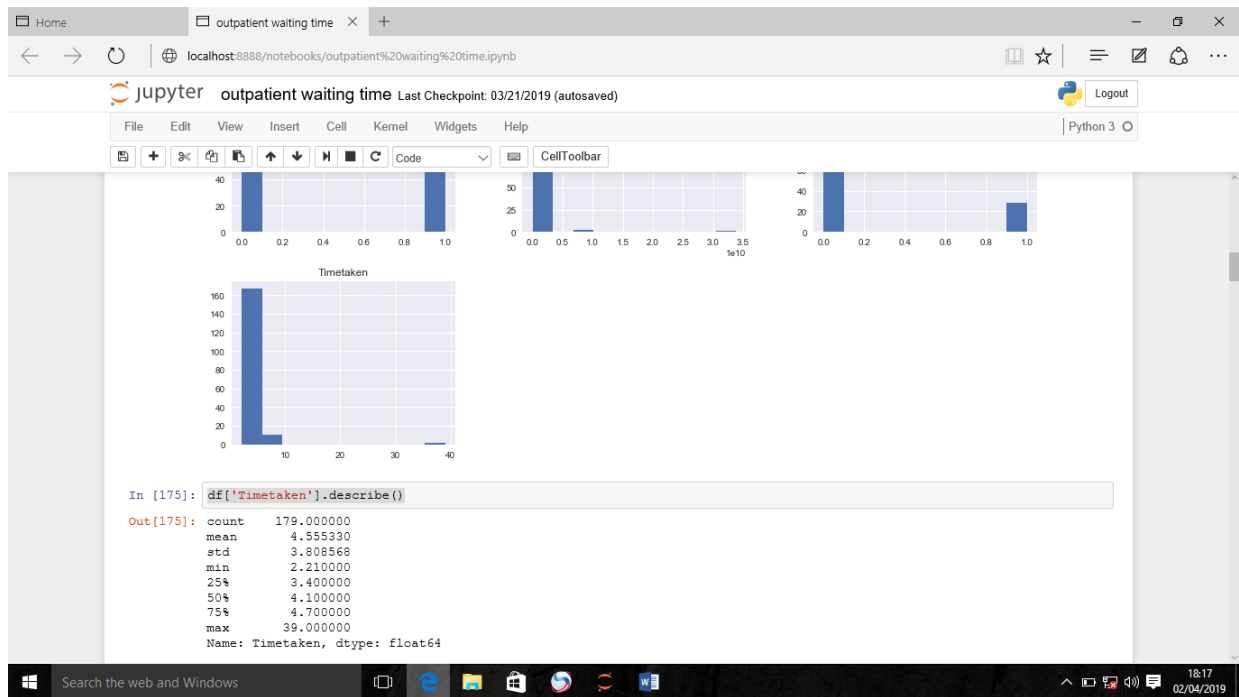 Home
outpatient waiting time
localhost:8888/notebooks/outpatient%20waiting%20time.ipynb
jupyter outpatient waiting time Last Checkpoint: 03/21/2019 (autosaved)
Logout
File Edit View Insert Cell Kernel Widgets Help
Python 3
Code
CellToolbar
40
20
0
0.0 0.2 0.4 0.6 0.8 1.0
50
25
0
0.0 0.5 1.0 1.5 2.0 2.5 3.0 3.5
1e10
40
20
0
0.0 0.2 0.4 0.6 0.8 1.0
Timetaken
160
140
120
100
80
60
40
20
0
10 20 30 40
In [175]: df['Timetaken'].describe()
Out[175]: count 179.000000
mean 4.555330
std 3.808568
min 2.210000
25% 3.400000
50% 4.100000
75% 4.700000
max 39.000000
Name: Timetaken, dtype: float64
Search the web and Windows
18:17
02/04/2019